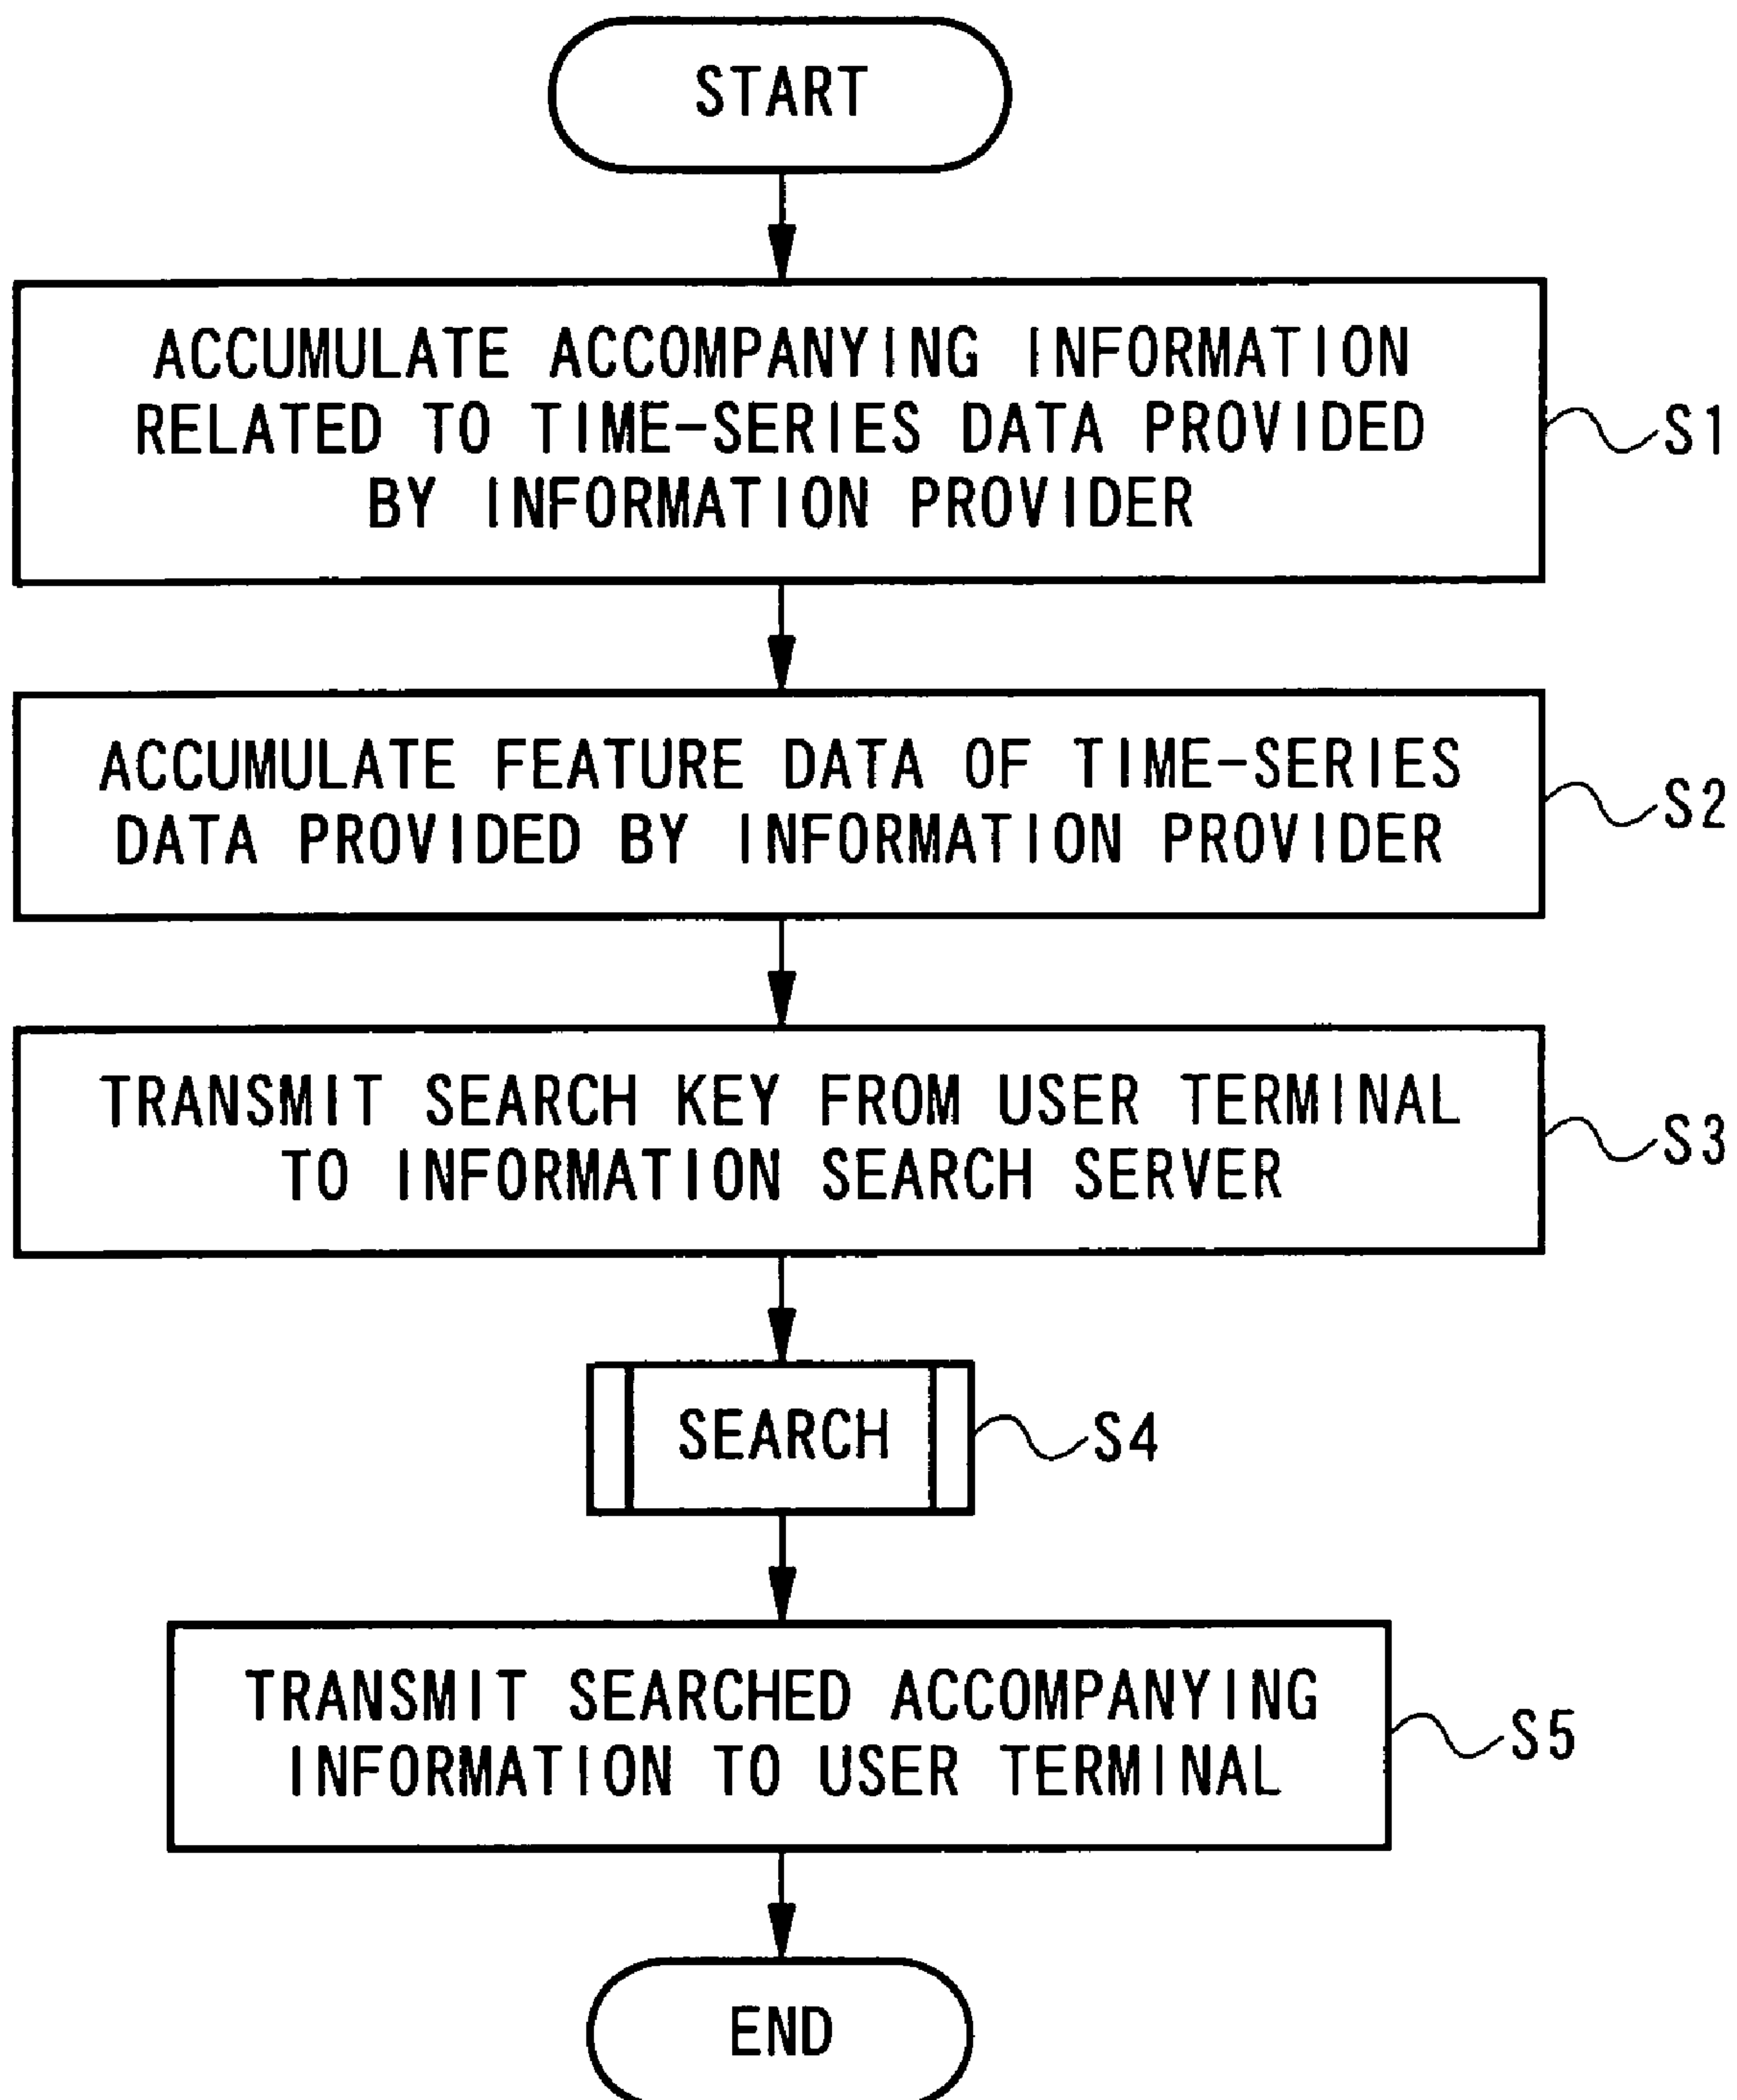 START
ACCUMULATE ACCOMPANYING INFORMATION
RELATED TO TIME-SERIES DATA PROVIDED
BY INFORMATION PROVIDER
S1
ACCUMULATE FEATURE DATA OF TIME-SERIES
DATA PROVIDED BY INFORMATION PROVIDER
S2
TRANSMIT SEARCH KEY FROM USER TERMINAL
TO INFORMATION SEARCH SERVER
S3
SEARCH
S4
TRANSMIT SEARCHED ACCOMPANYING
INFORMATION TO USER TERMINAL
S5
END